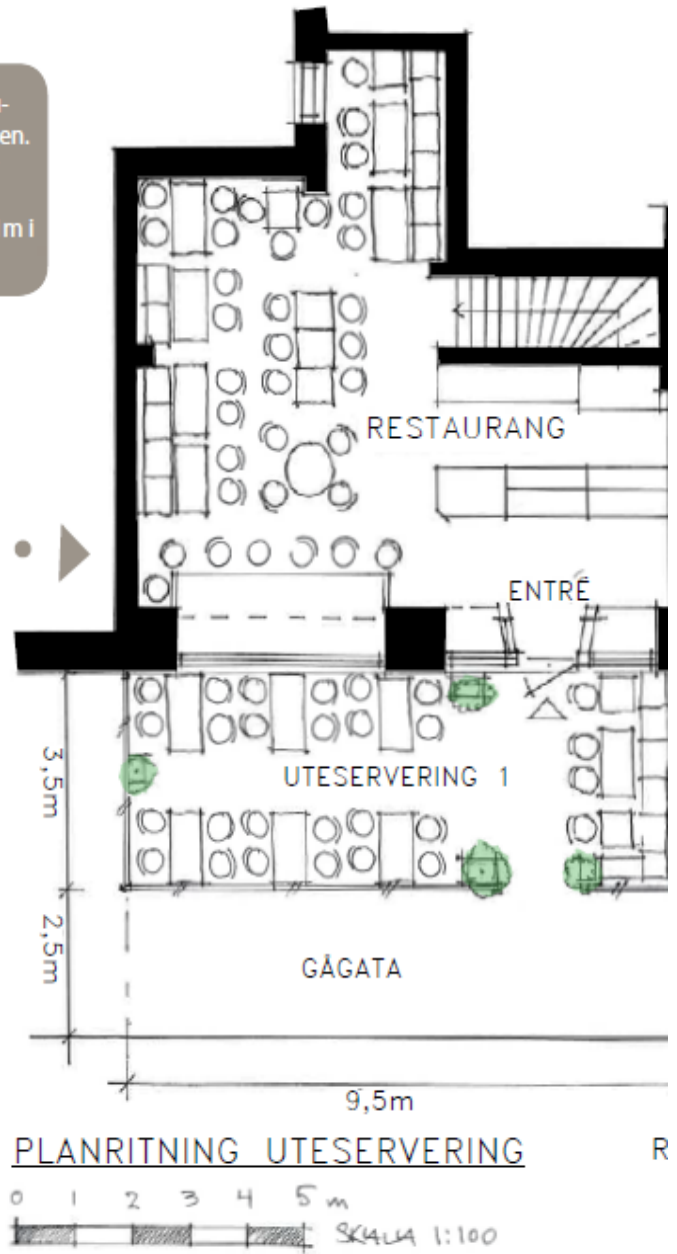 -
en.
m i
RESTAURANG
ENTRÉ
3,5m
UTESERVERING 1
2,5m
GÅGATA
9,5m
PLANRITNING UTESERVERING
R
0 1 2 3 4 5 m
SKALA 1:100